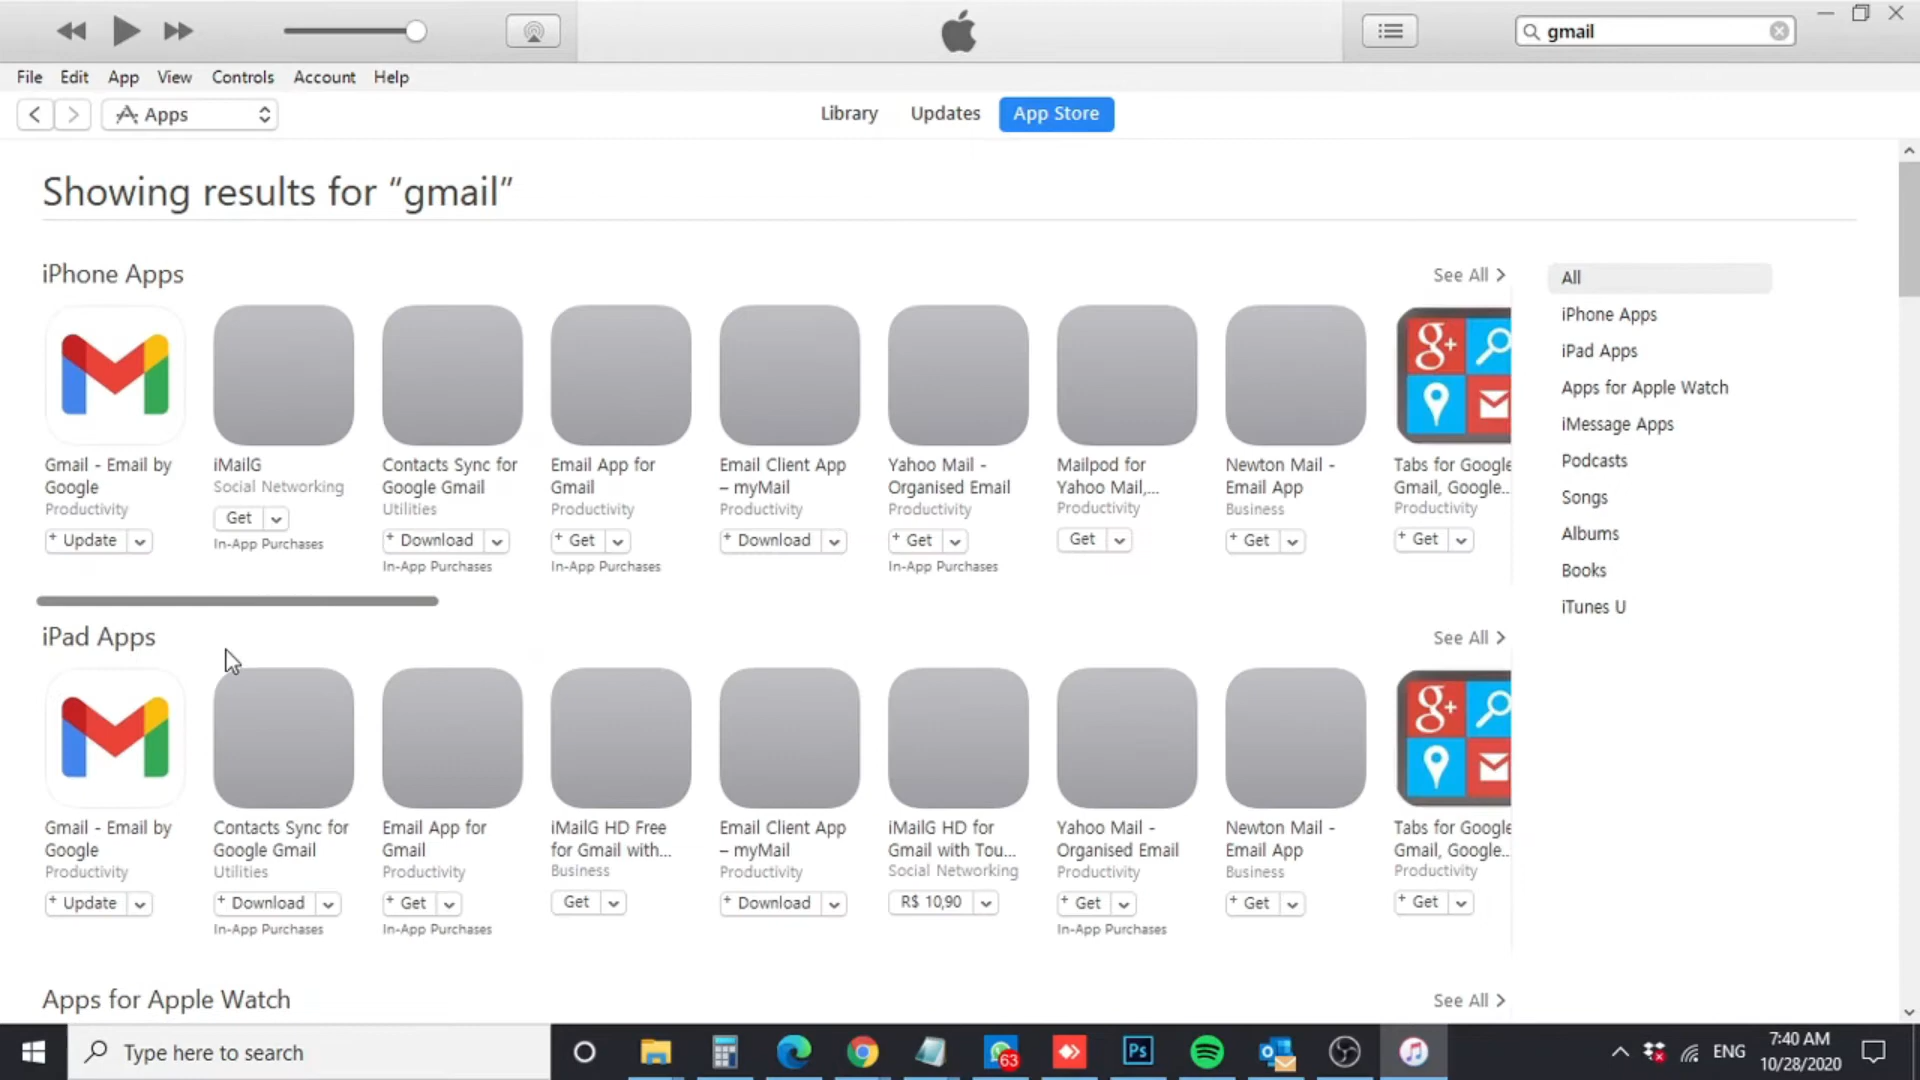 gmail
File Edit App View Controls Account Help
Apps
Library Updates App Store
Showing results for “gmail”
iPhone Apps
See All
Gmail - Email by
Google
Productivity
+ Update
iMailG
Social Networking
Get
In-App Purchases
Contacts Sync for
Google Gmail
Utilities
+ Download
In-App Purchases
Email App for
Gmail
Productivity
+ Get
In-App Purchases
Email Client App
– myMail
Productivity
+ Download
Yahoo Mail -
Organised Email
Productivity
+ Get
In-App Purchases
Mailpod for
Yahoo Mail,...
Productivity
Get
Newton Mail -
Email App
Business
+ Get
g+
Tabs for Google
Gmail, Google...
Productivity
+ Get
All
iPhone Apps
iPad Apps
Apps for Apple Watch
iMessage Apps
Podcasts
Songs
Albums
Books
iTunes U
iPad Apps
See All
Gmail - Email by
Google
Productivity
+ Update
Contacts Sync for
Google Gmail
Utilities
+ Download
In-App Purchases
Email App for
Gmail
Productivity
+ Get
In-App Purchases
iMailG HD Free
for Gmail with...
Business
Get
Email Client App
– myMail
Productivity
+ Download
iMailG HD for
Gmail with Tou...
Social Networking
R$ 10,90
Yahoo Mail -
Organised Email
Productivity
+ Get
In-App Purchases
Newton Mail -
Email App
Business
+ Get
g+
Tabs for Google
Gmail, Google...
Productivity
+ Get
Apps for Apple Watch
See All
Type here to search
63
Ps
ENG
7:40 AM
10/28/2020